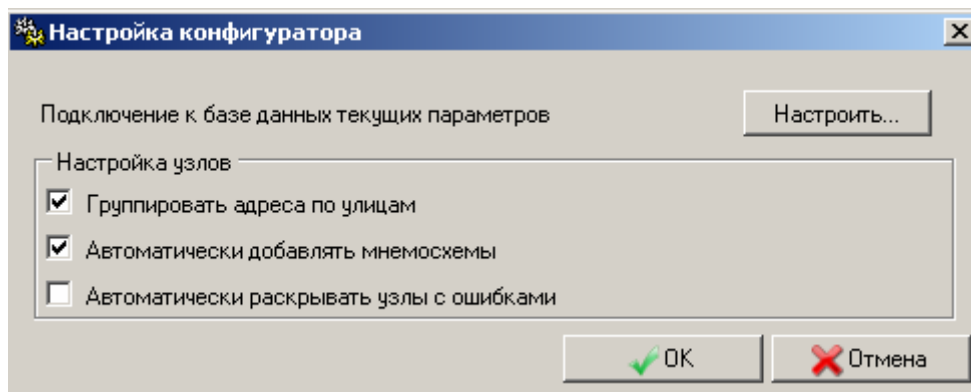 Настройка конфигуратора
Подключение к базе данных текущих параметров Настроить...
Настройка узлов
Группировать адреса по улицам
Автоматически добавлять мнемосхемы
Автоматически раскрывать узлы с ошибками
OK Отмена